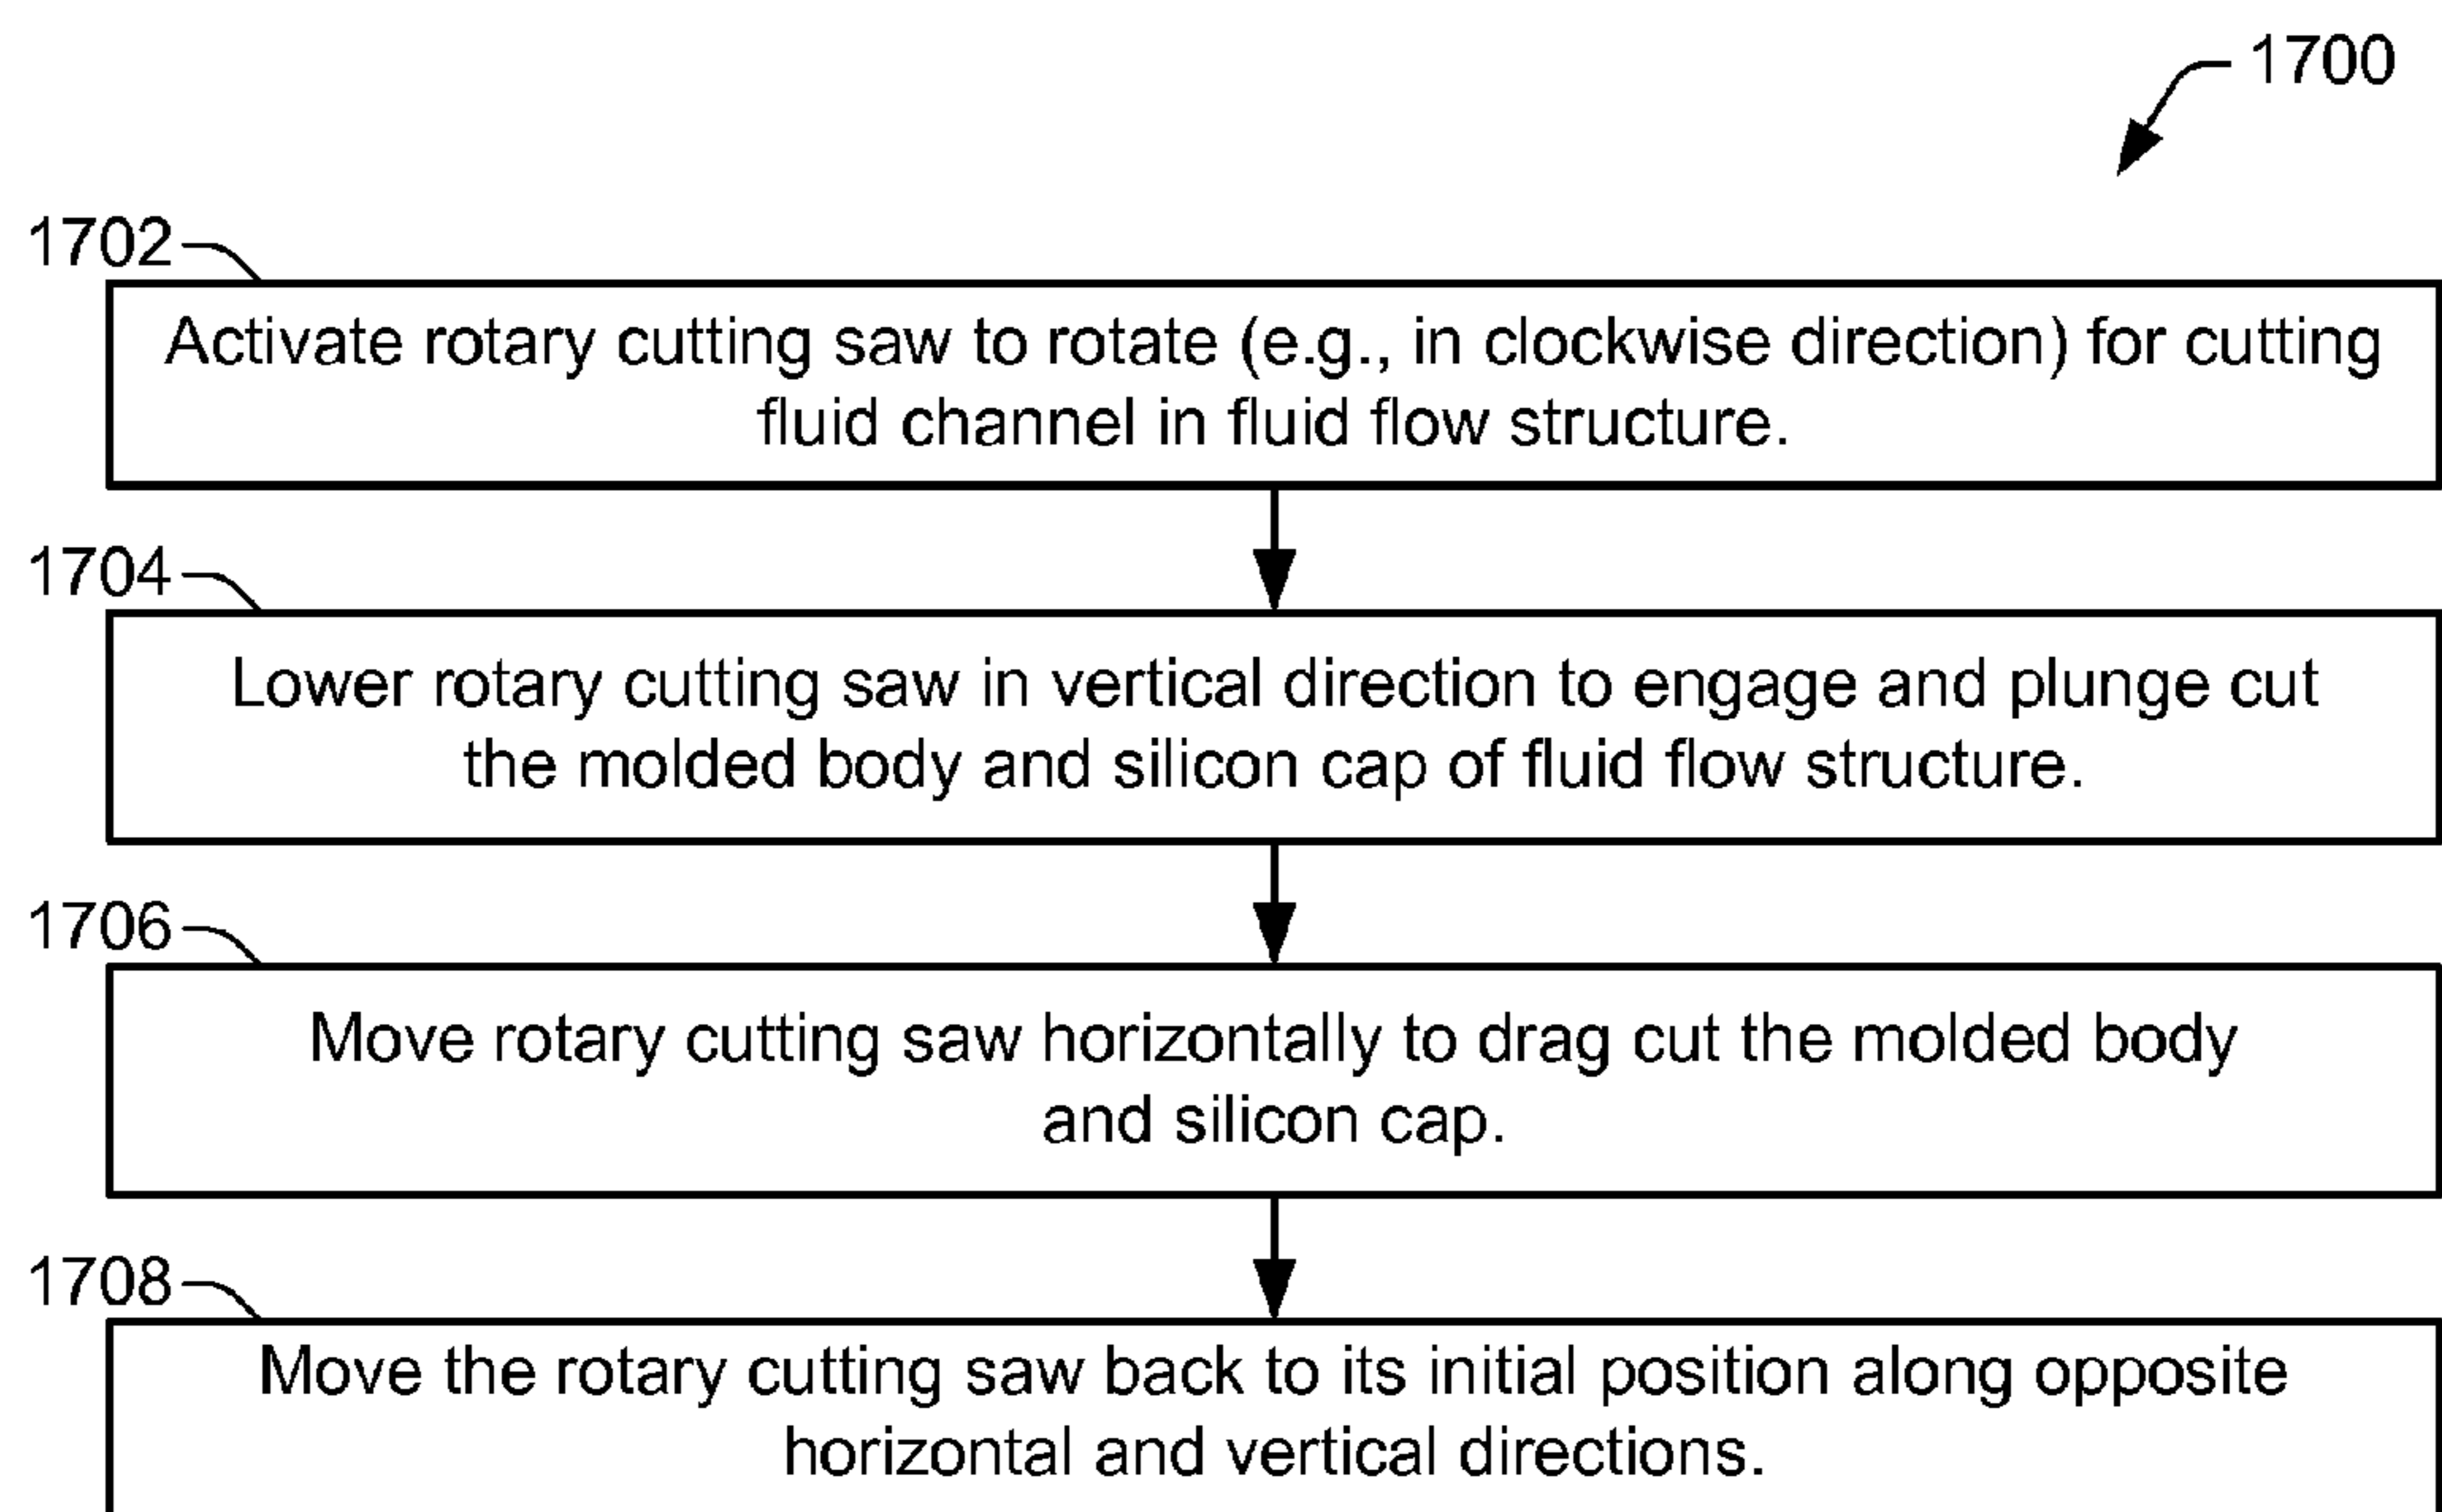 1700
1702
Activate rotary cutting saw to rotate (e.g., in clockwise direction) for cutting
fluid channel in fluid flow structure.
1704
Lower rotary cutting saw in vertical direction to engage and plunge cut
the molded body and silicon cap of fluid flow structure.
1706
Move rotary cutting saw horizontally to drag cut the molded body
and silicon cap.
1708
Move the rotary cutting saw back to its initial position along opposite
horizontal and vertical directions.